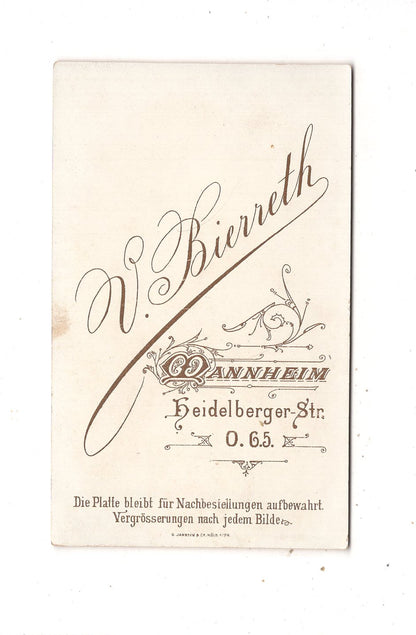 V. Bierreth
MANNHEIM
Heidelberger-Str.
O. 6.5.
Die Platte bleibt für Nachbestellungen aufbewahrt.
Vergrösserungen nach jedem Bilde.